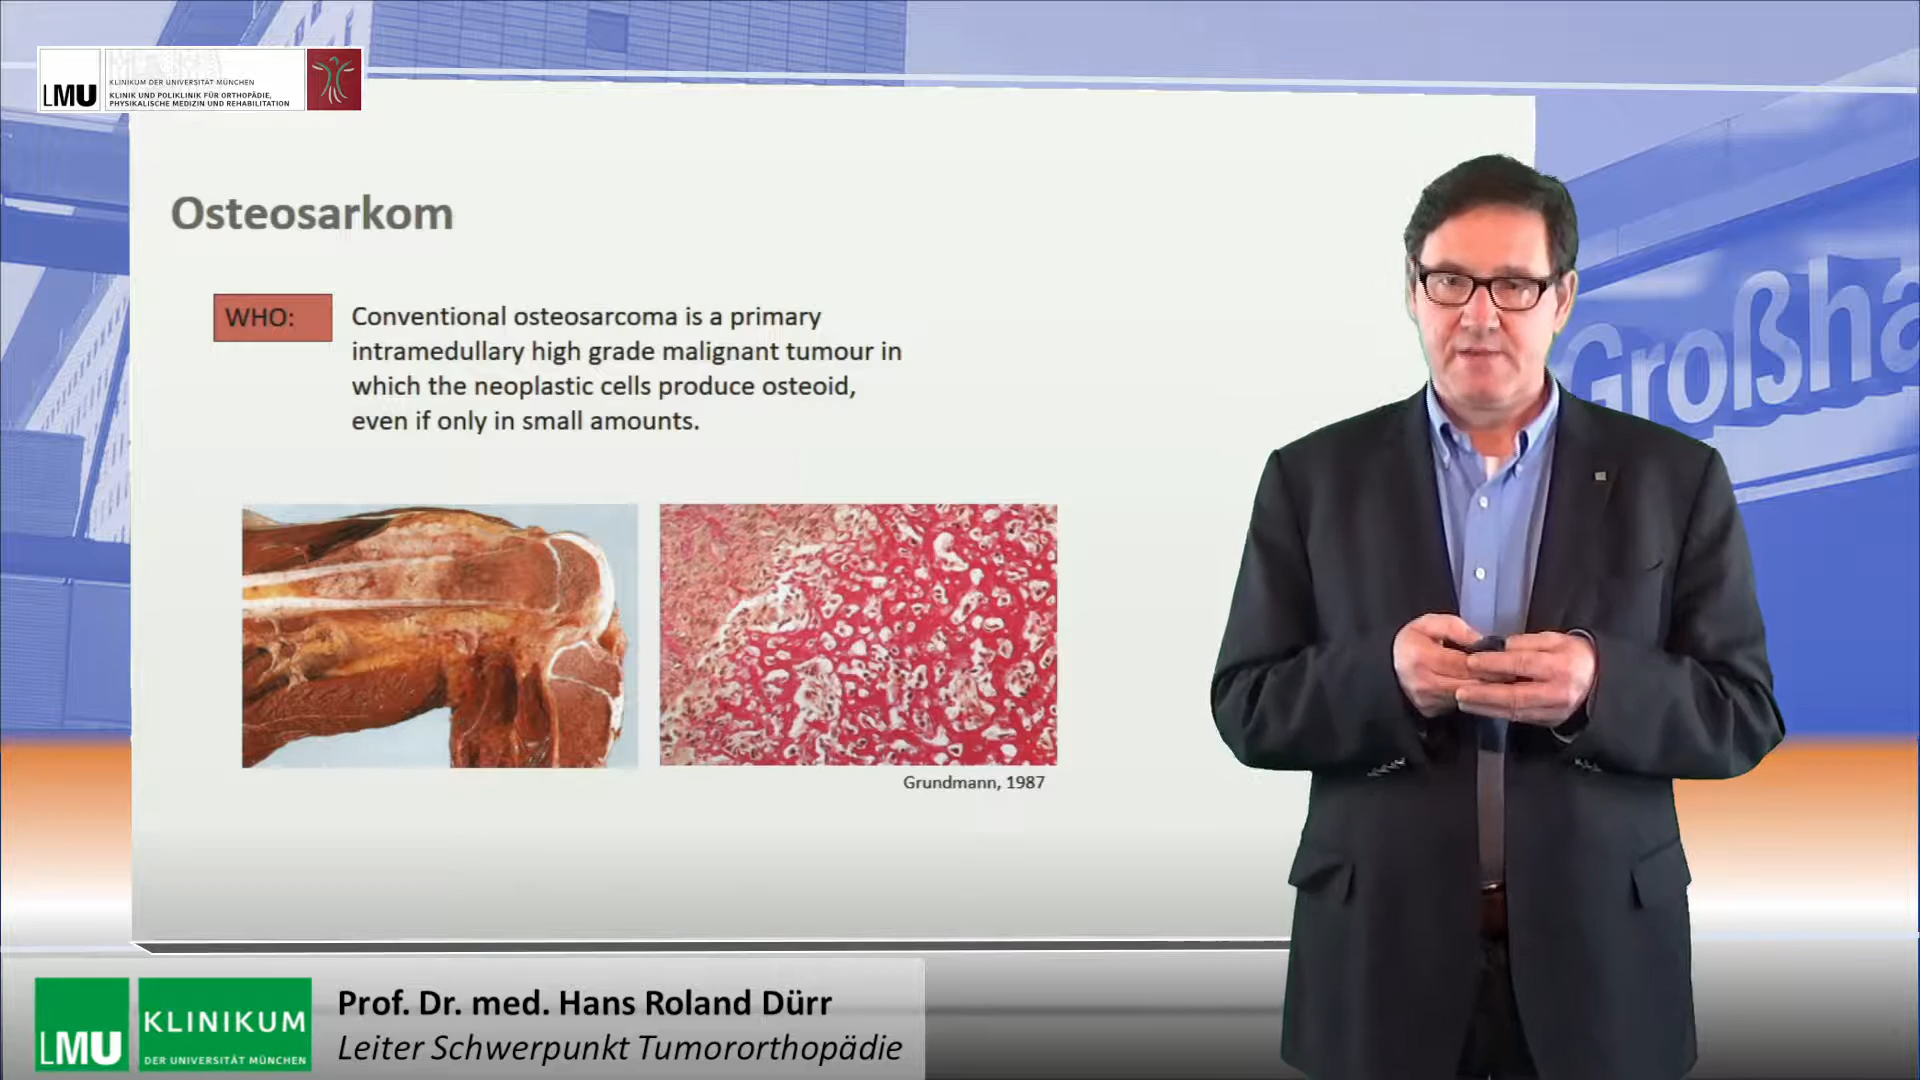 LMU
KLINIKUM DER UNIVERSITÄT MÜNCHEN
KLINIK UND POLIKLINIK FÜR ORTHOPÄDIE,
PHYSIKALISCHE MEDIZIN UND REHABILITATION
Osteosarkom
WHO:
Conventional osteosarcoma is a primary
intramedullary high grade malignant tumour in
which the neoplastic cells produce osteoid,
even if only in small amounts.
Großha
Grundmann, 1987
LMU
KLINIKUM
DER UNIVERSITÄT MÜNCHEN
Prof. Dr. med. Hans Roland Dürr
Leiter Schwerpunkt Tumororthopädie